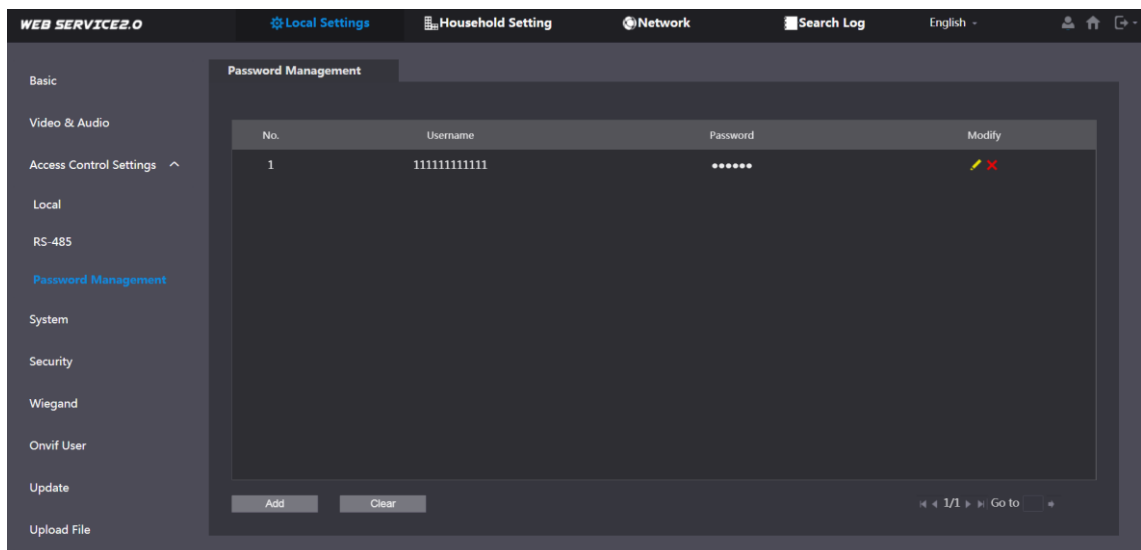 WEB SERVICE2.0 Local Settings Household Setting Network Search Log English
Basic
Video & Audio
Access Control Settings
Local
RS-485
Password Management
System
Security
Wiegand
Onvif User
Update
Upload File
Password Management
No. Username Password Modify
1 111111111111 ••••••
Add Clear 1/1 Go to